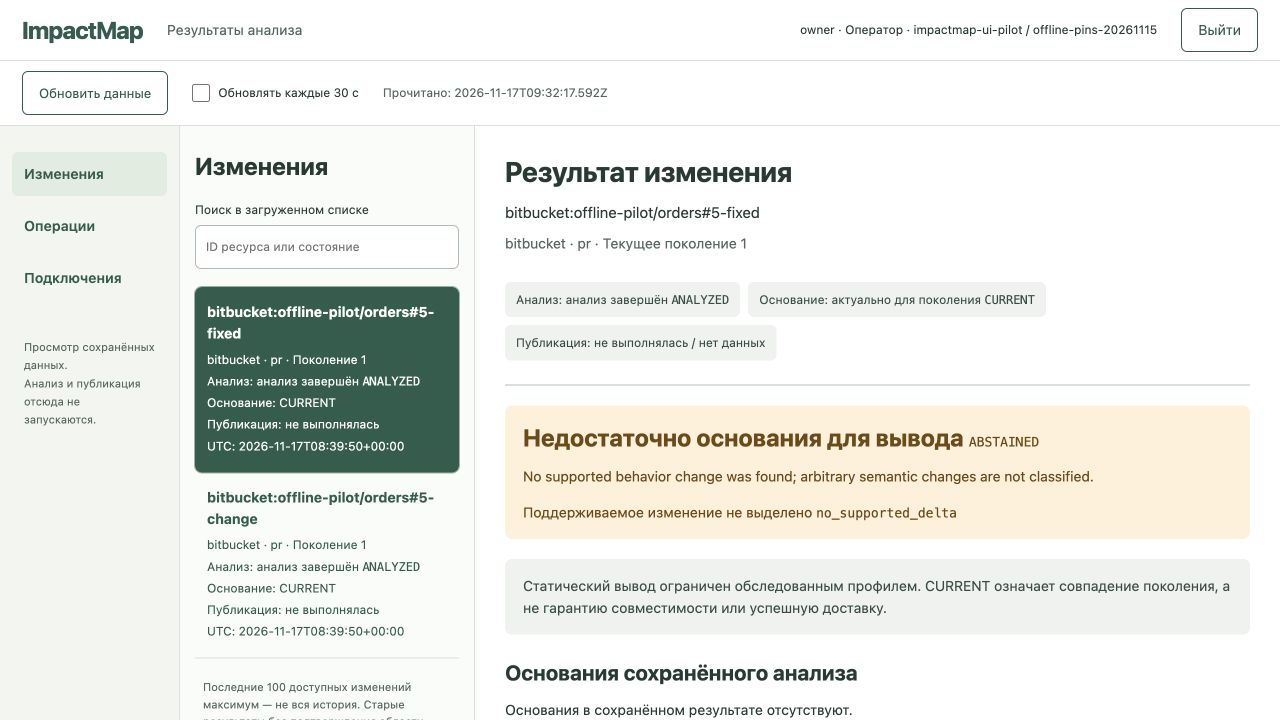 ImpactMap
Результаты анализа
owner · Оператор · impactmap-ui-pilot / offline-pins-20261115
Выйти
Обновить данные
Обновлять каждые 30 с
Прочитано: 2026-11-17T09:32:17.592Z
Изменения
Операции
Подключения
Просмотр сохранённых
данных.
Анализ и публикация
отсюда не
запускаются.
Изменения
Поиск в загруженном списке
ID ресурса или состояние
bitbucket:offline-pilot/orders#5-
fixed
bitbucket · pr · Поколение 1
Анализ: анализ завершён ANALYZED
Основание: CURRENT
Публикация: не выполнялась
UTC: 2026-11-17T08:39:50+00:00
bitbucket:offline-pilot/orders#5-
change
bitbucket · pr · Поколение 1
Анализ: анализ завершён ANALYZED
Основание: CURRENT
Публикация: не выполнялась
UTC: 2026-11-17T08:39:50+00:00
Последние 100 доступных изменений
максимум — не вся история. Старые
Результат изменения
bitbucket:offline-pilot/orders#5-fixed
bitbucket · pr · Текущее поколение 1
Анализ: анализ завершён ANALYZED
Основание: актуально для поколения CURRENT
Публикация: не выполнялась / нет данных
Недостаточно основания для вывода ABSTAINED
No supported behavior change was found; arbitrary semantic changes are not classified.
Поддерживаемое изменение не выделено no_supported_delta
Статический вывод ограничен обследованным профилем. CURRENT означает совпадение поколения, а
не гарантию совместимости или успешную доставку.
Основания сохранённого анализа
Основания в сохранённом результате отсутствуют.